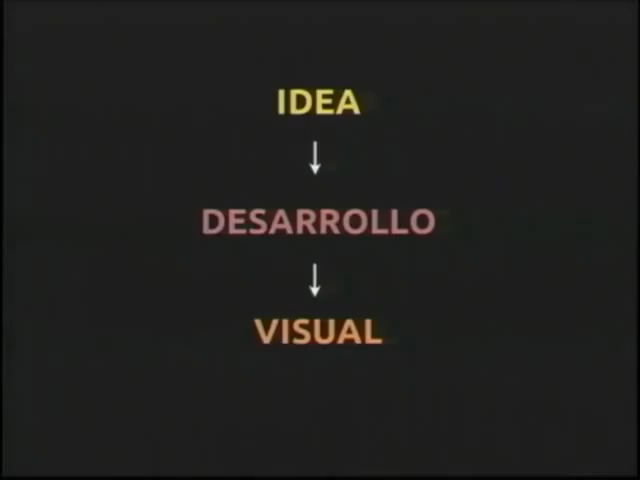 IDEA
↓
DESARROLLO
↓
VISUAL